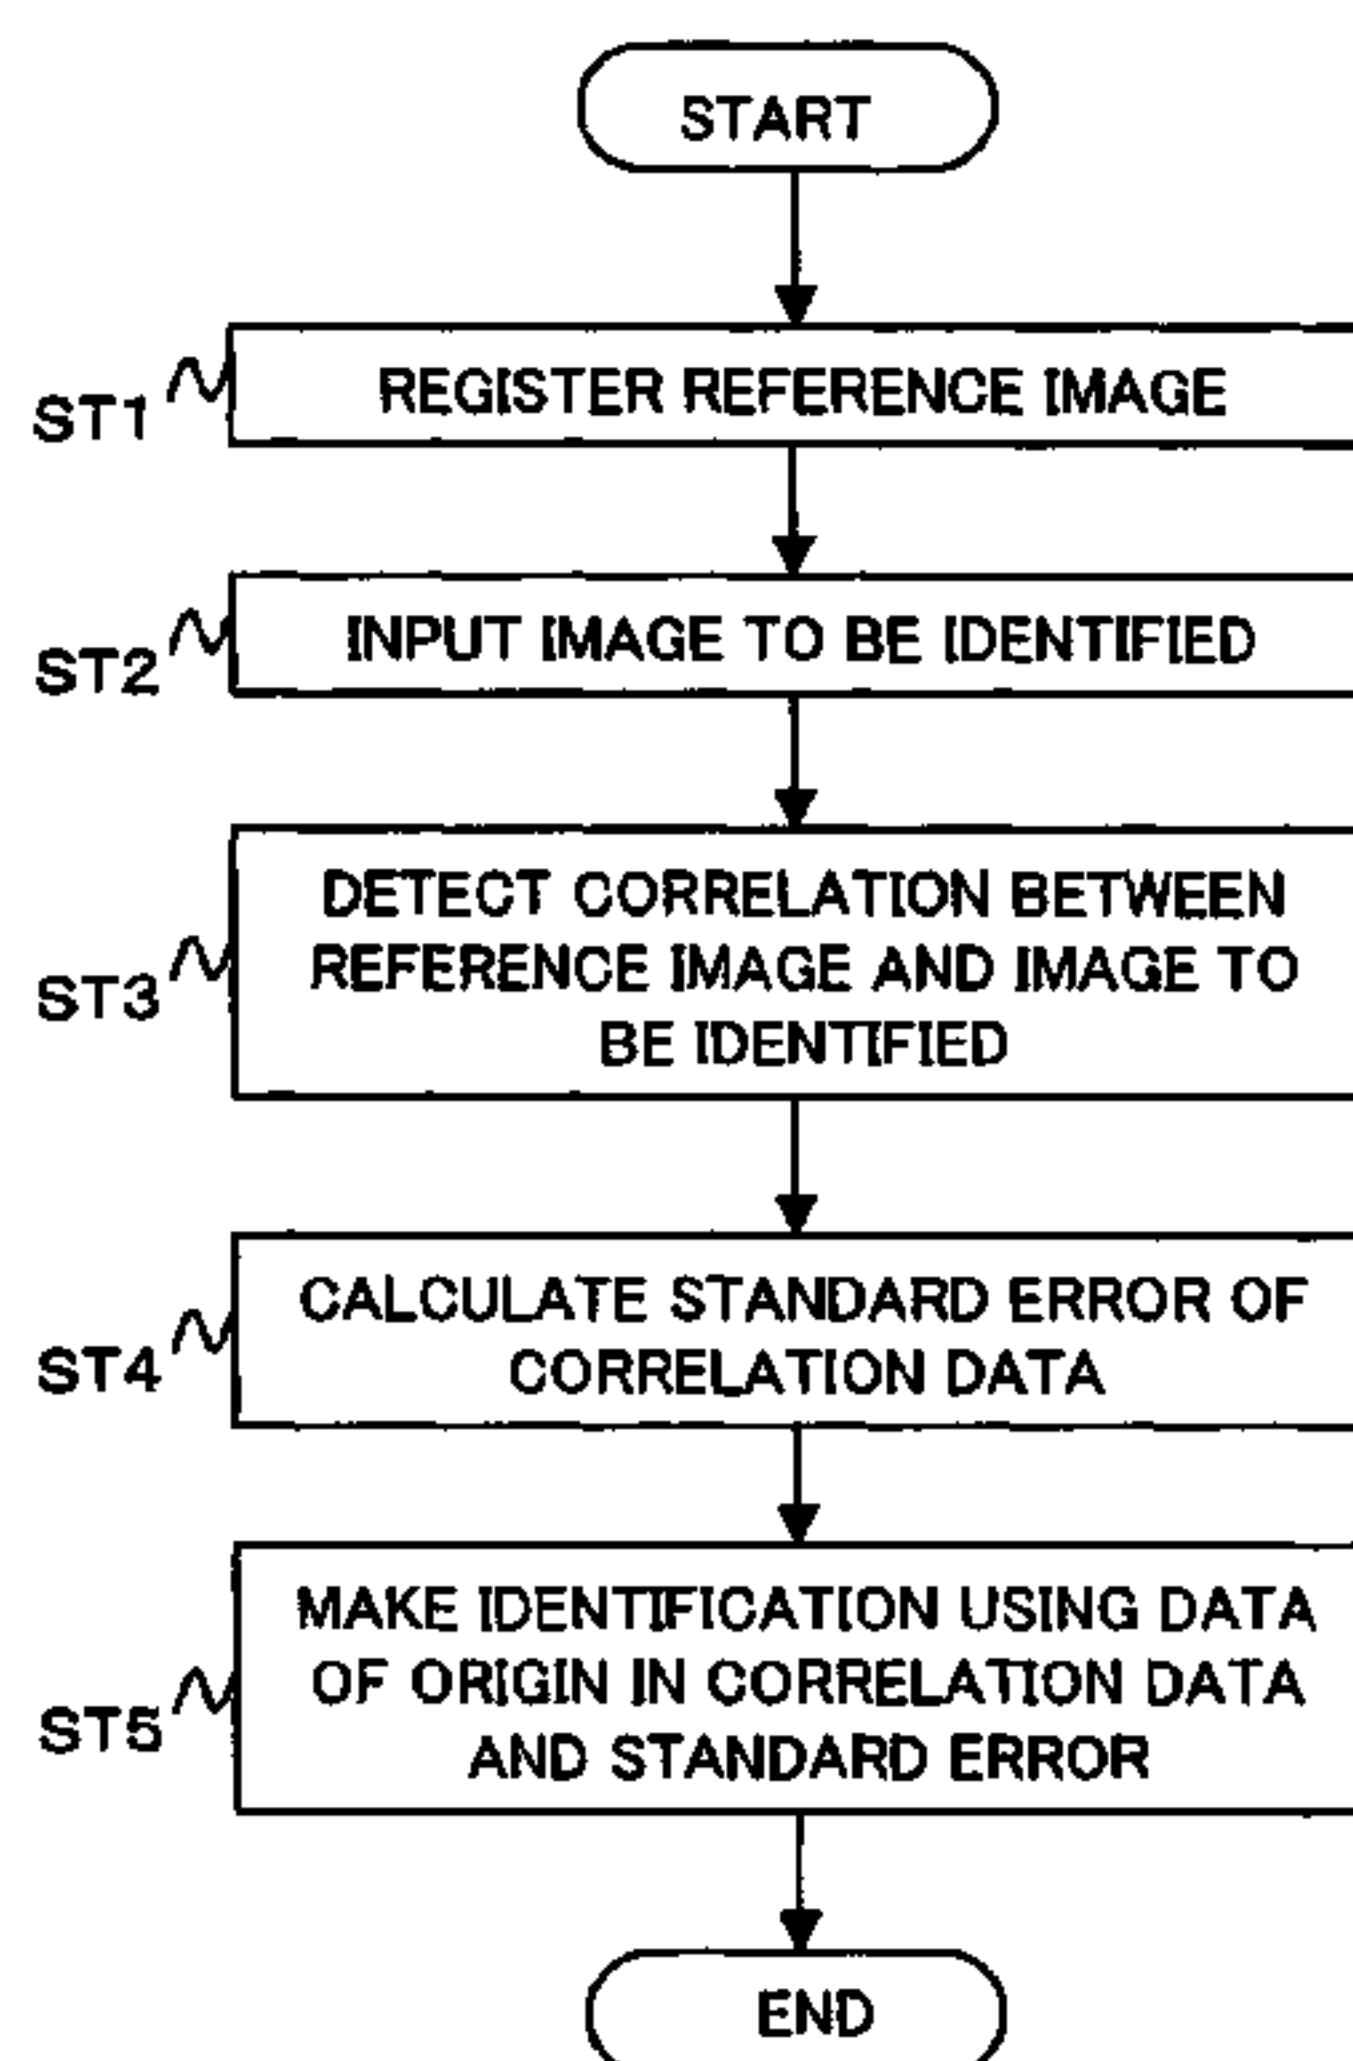 START
ST1
REGISTER REFERENCE IMAGE
ST2
INPUT IMAGE TO BE IDENTIFIED
ST3
DETECT CORRELATION BETWEEN
REFERENCE IMAGE AND IMAGE TO
BE IDENTIFIED
ST4
CALCULATE STANDARD ERROR OF
CORRELATION DATA
ST5
MAKE IDENTIFICATION USING DATA
OF ORIGIN IN CORRELATION DATA
AND STANDARD ERROR
END